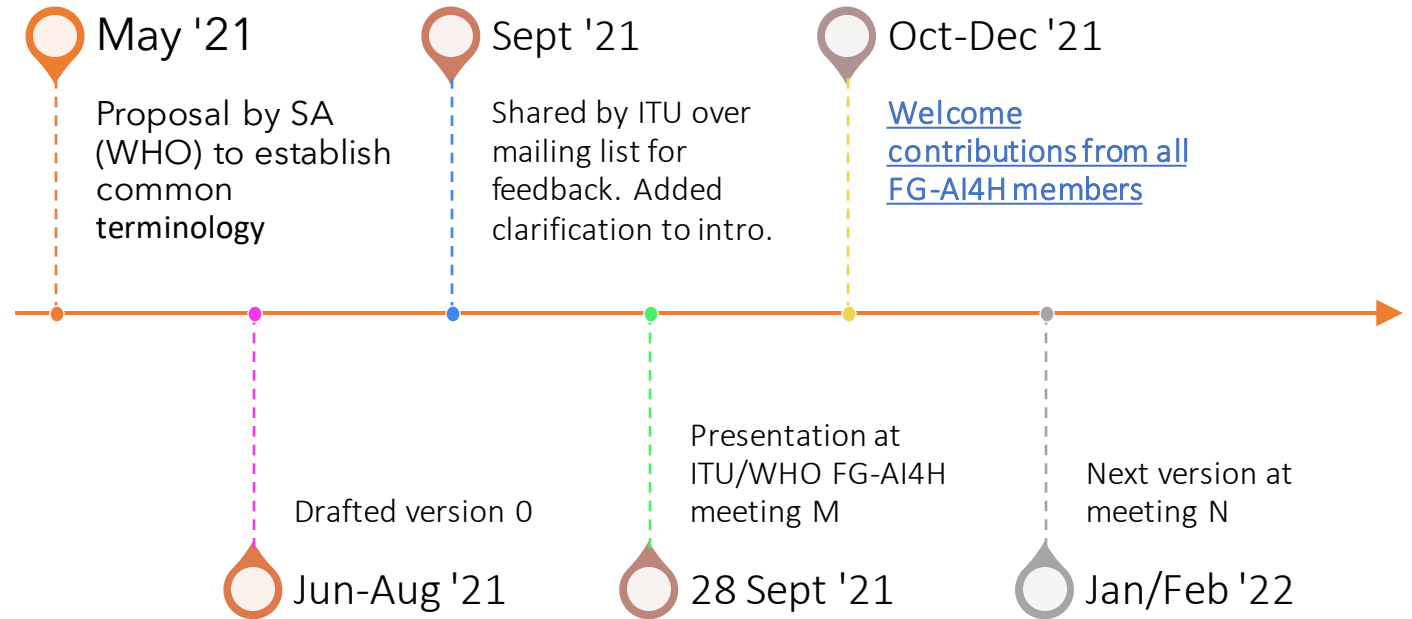 May '21
Proposal by SA
(WHO) to establish
common
terminology
Sept '21
Shared by ITU over
mailing list for
feedback. Added
clarification to intro.
Oct-Dec '21
Welcome
contributions from all
FG-AI4H members
Drafted version 0
Jun-Aug '21
Presentation at
ITU/WHO FG-AI4H
meeting M
28 Sept '21
Next version at
meeting N
Jan/Feb '22